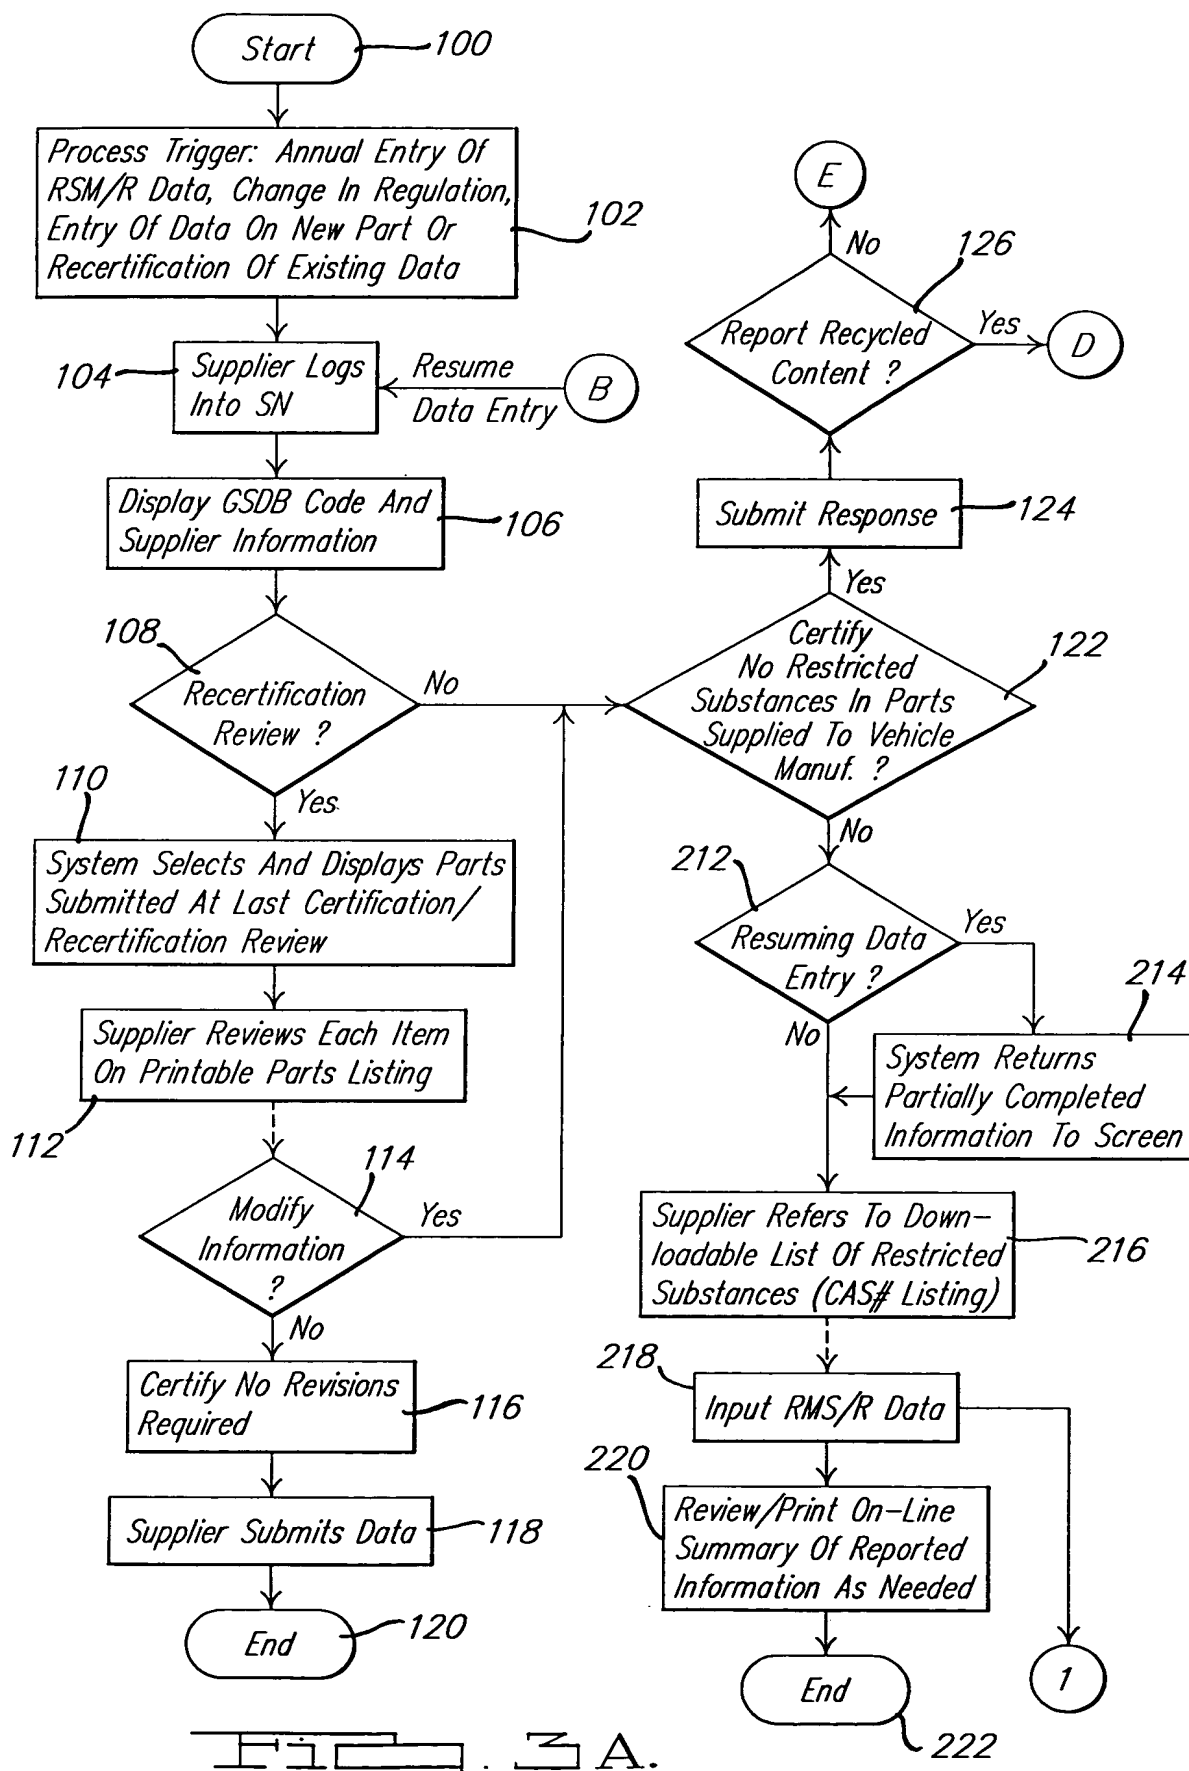 Start
100
Process Trigger: Annual Entry Of
RSM/R Data, Change In Regulation,
Entry Of Data On New Part Or
Recertification Of Existing Data
102
104
Supplier Logs
Into SN
Resume
Data Entry
B
Display GSDB Code And
Supplier Information
106
108
Recertification
Review ?
No
Yes
110
System Selects And Displays Parts
Submitted At Last Certification/
Recertification Review
Supplier Reviews Each Item
On Printable Parts Listing
112
114
Modify
Information
?
Yes
No
Certify No Revisions
Required
116
Supplier Submits Data
118
End
120
E
No
126
Report Recycled
Content ?
Yes
D
Submit Response
124
Yes
Certify
No Restricted
Substances In Parts
Supplied To Vehicle
Manuf. ?
122
No
212
Resuming Data
Entry ?
Yes
214
No
System Returns
Partially Completed
Information To Screen
Supplier Refers To Down-
loadable List Of Restricted
Substances (CAS# Listing)
216
218
Input RMS/R Data
220
Review/Print On-Line
Summary Of Reported
Information As Needed
End
222
1
Fig. 3A.